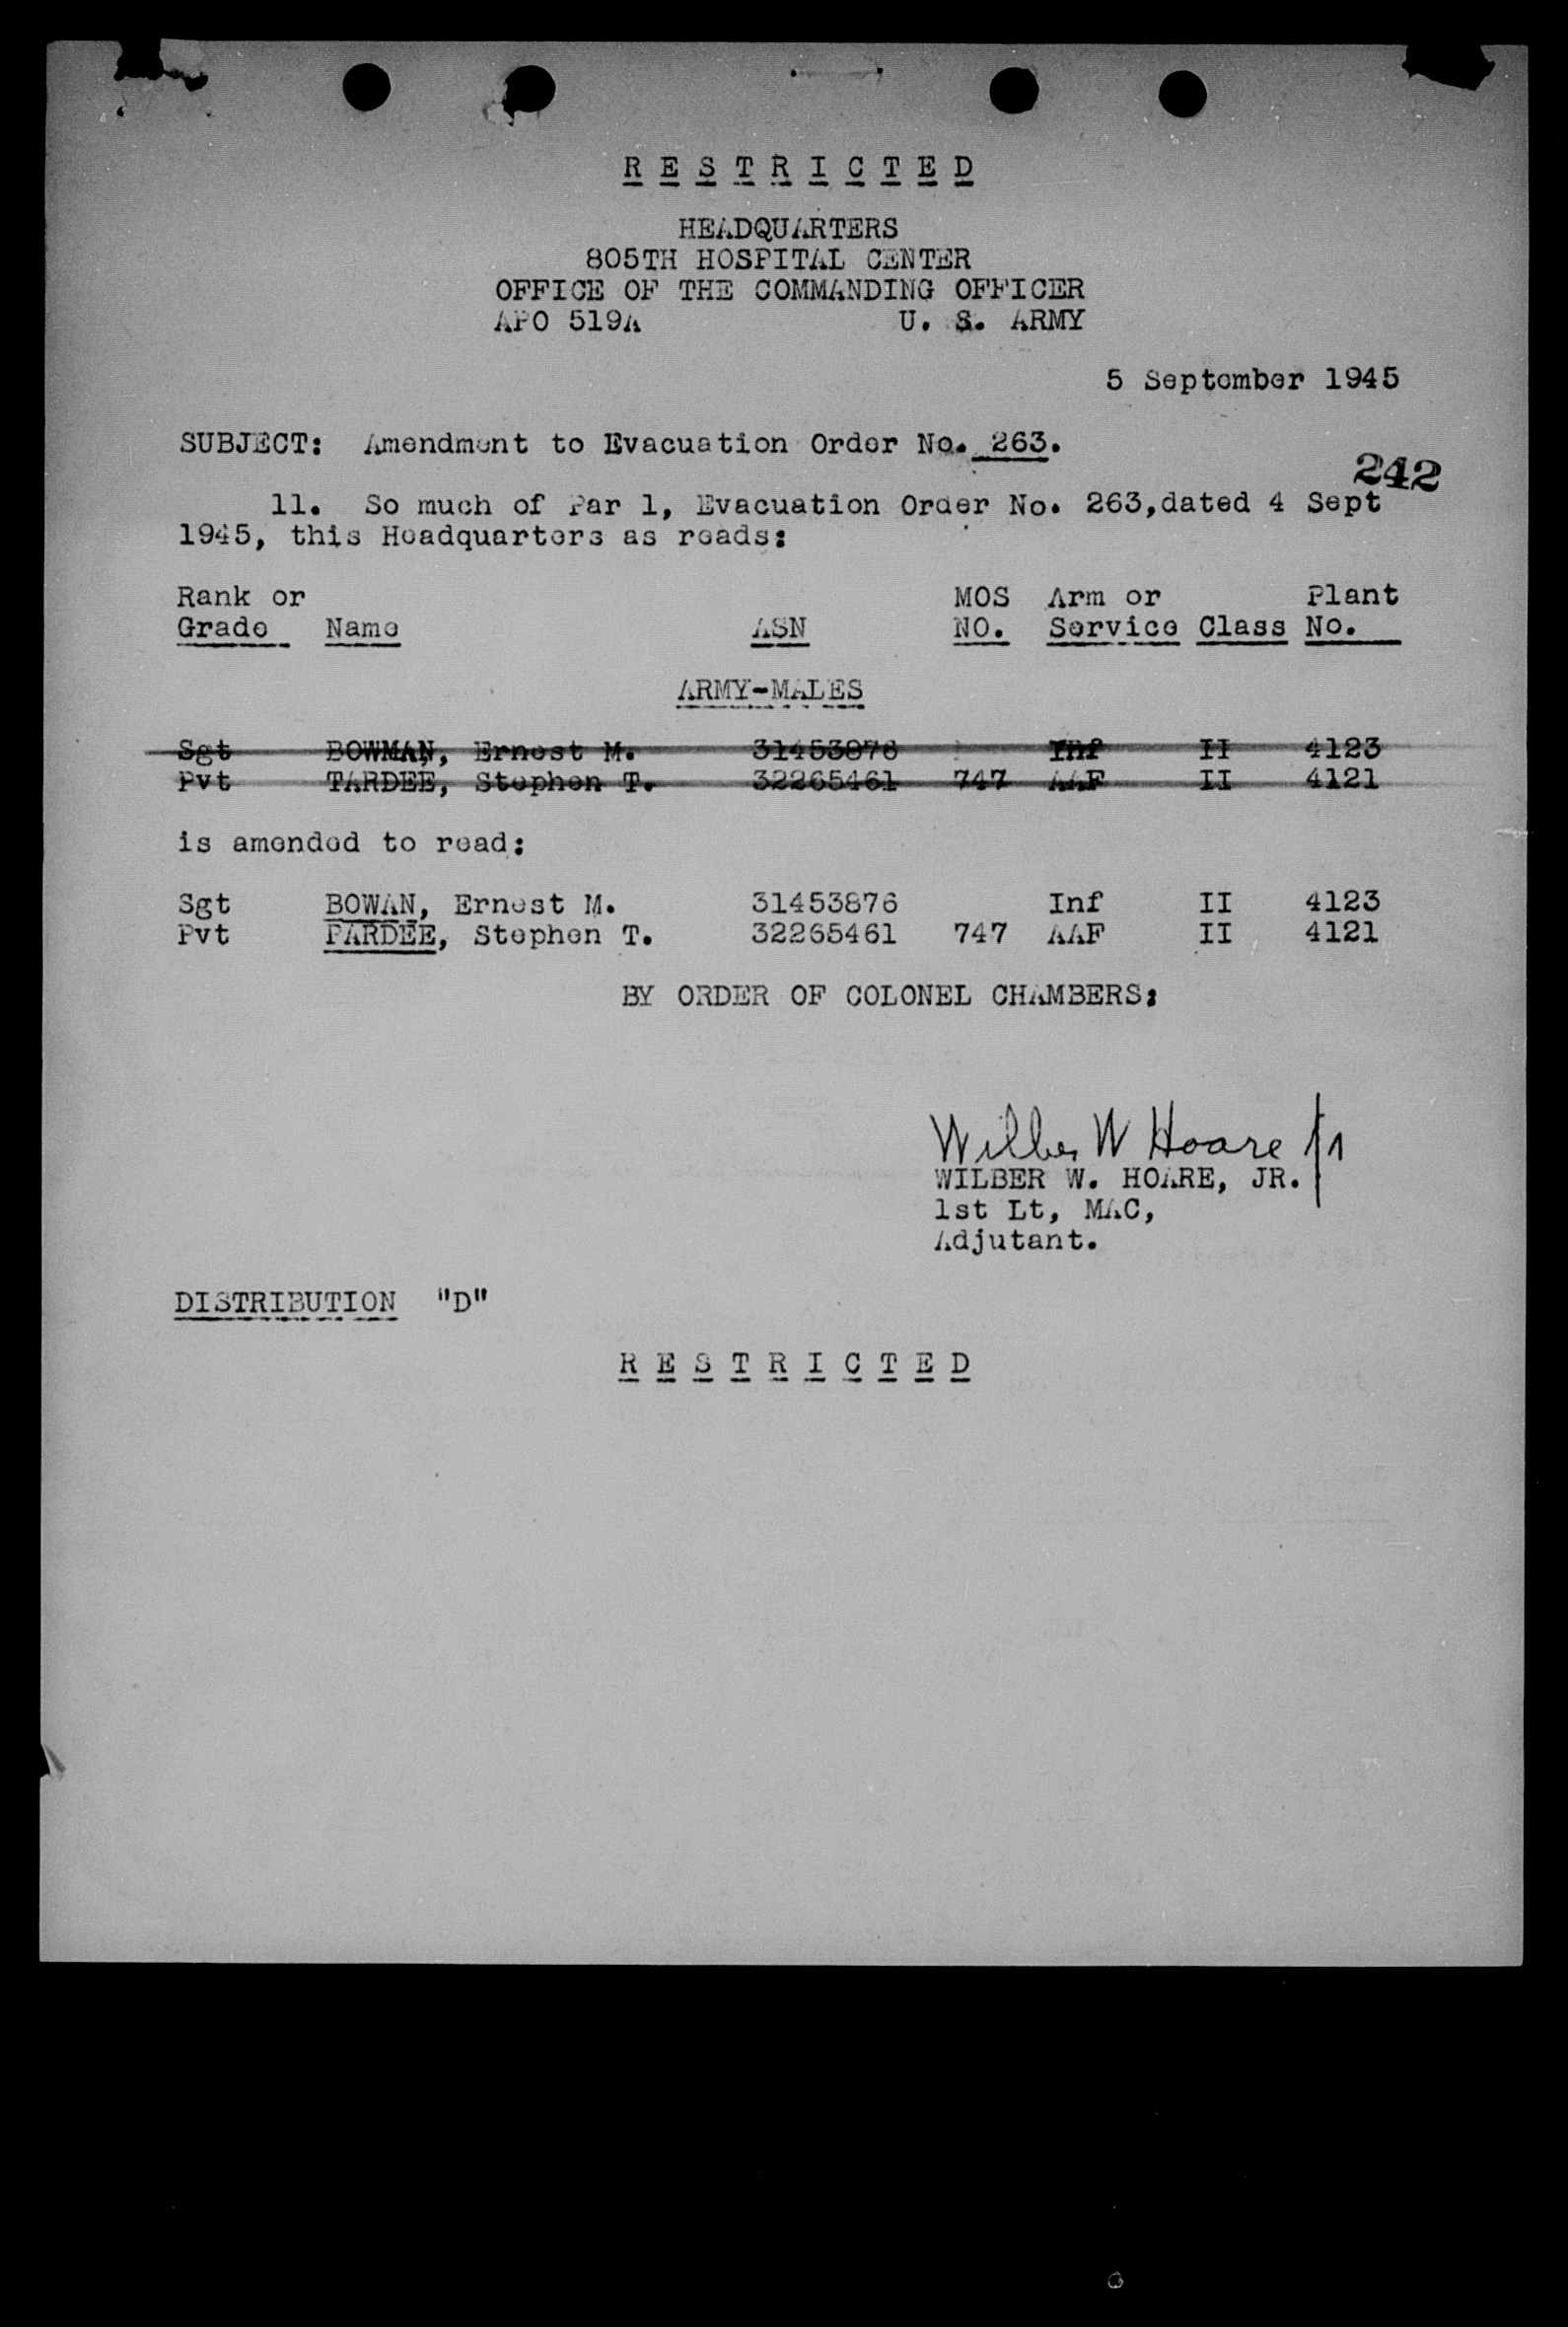 R E S T R I C T E D
HEADQUARTERS
805TH HOSPITAL CENTER
OFFICE OF THE COMMANDING OFFICER
APO 519A U. S. ARMY
5 September 1945
SUBJECT: Amendment to Evacuation Order No. 263.
242
11. So much of Par 1, Evacuation Order No. 263,dated 4 Sept
1945, this Headquarters as reads:
Rank or MOS Arm or Plant
Grade Name ASN NO. Service Class No.
ARMY-MALES
Sgt BOWMAN, Ernest M. 31453876 Inf II 4123
Pvt TARDEE, Stephen T. 32265461 747 AAF II 4121
is amended to read:
Sgt BOWAN, Ernest M. 31453876 Inf II 4123
Pvt PARDEE, Stephen T. 32265461 747 AAF II 4121
BY ORDER OF COLONEL CHAMBERS:
Wilber W Hoare Jr
WILBER W. HOARE, JR.
1st Lt, MAC,
Adjutant.
DISTRIBUTION "D"
R E S T R I C T E D